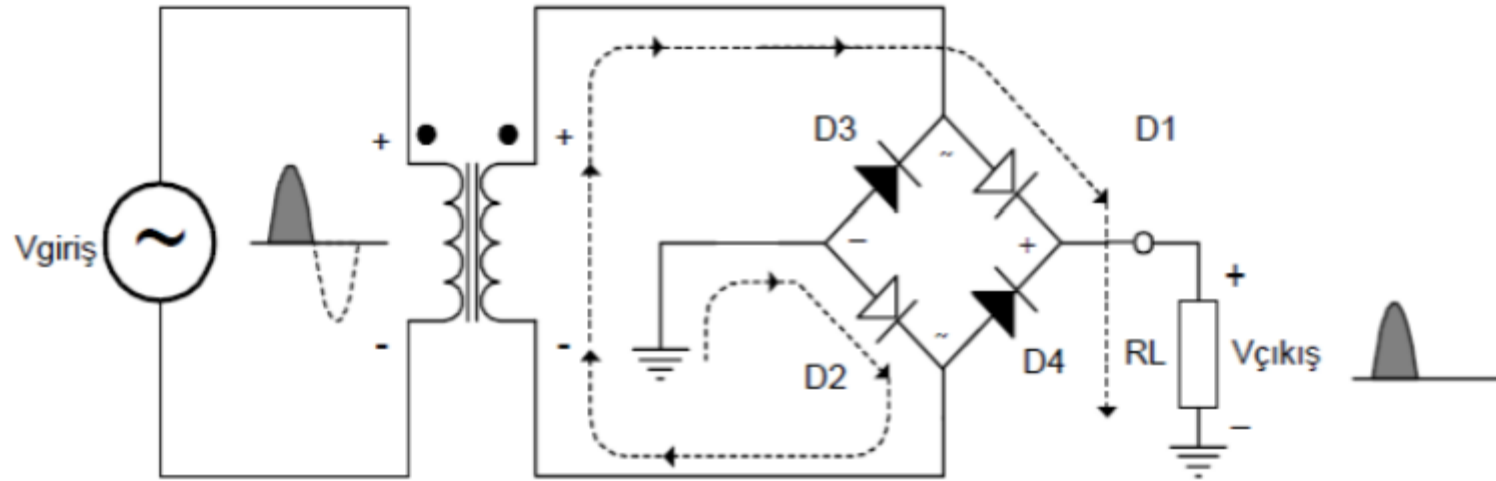 D3
D1
+
+
~
Vgiriş
~
−
+
+
-
-
~
D2
D4
RL
Vçıkış
−